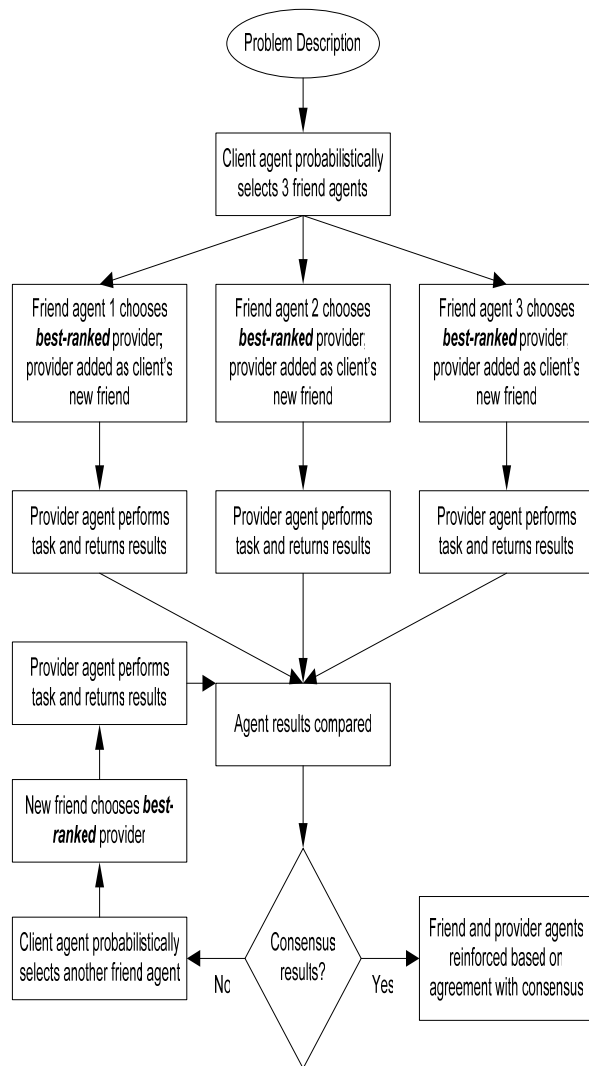 Problem Description
Client agent probabilistically
selects 3 friend agents
Friend agent 1 chooses
best-ranked provider;
provider added as client's
new friend
Friend agent 2 chooses
best-ranked provider;
provider added as client's
new friend
Friend agent 3 chooses
best-ranked provider;
provider added as client's
new friend
Provider agent performs
task and returns results
Provider agent performs
task and returns results
Provider agent performs
task and returns results
Provider agent performs
task and returns results
Agent results compared
New friend chooses best-
ranked provider
Client agent probabilistically
selects another friend agent
No
Consensus
results?
Yes
Friend and provider agents
reinforced based on
agreement with consensus